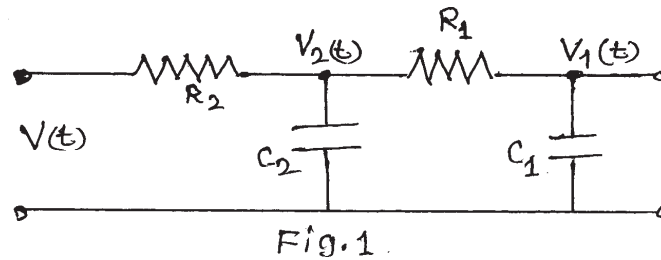 R₁
V₂(t) V₁(t)
R₂
V(t)
C₂ C₁
Fig.1